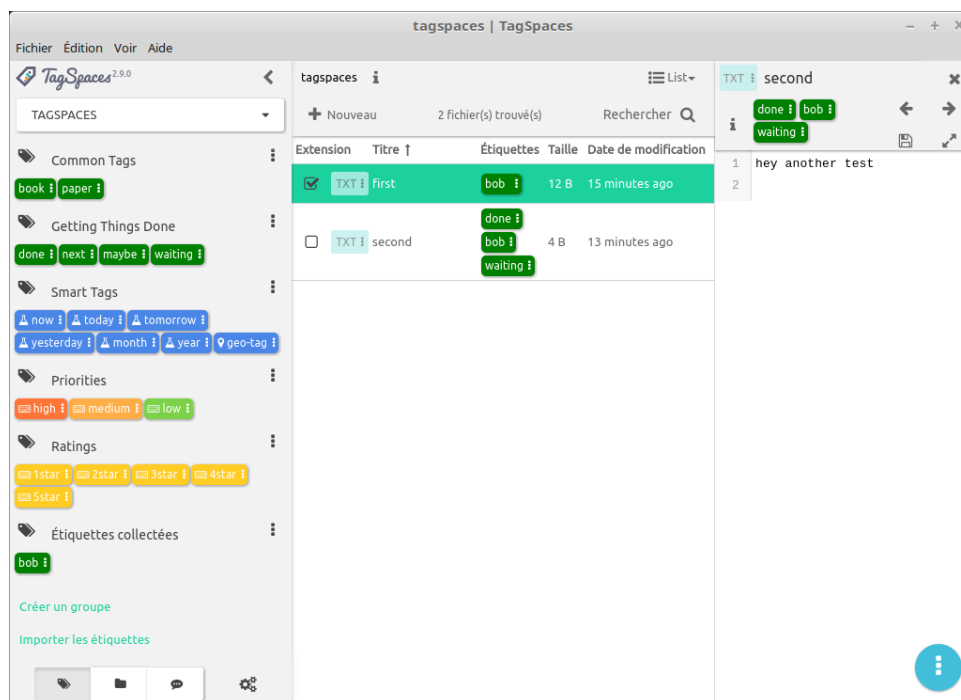 tagspaces | TagSpaces
Fichier Édition Voir Aide
TagSpaces 2.9.0
TAGSPACES
Common Tags
book paper
Getting Things Done
done next maybe waiting
Smart Tags
now today tomorrow
yesterday month year geo-tag
Priorities
high medium low
Ratings
1star 2star 3star 4star
5star
Étiquettes collectées
bob
Créer un groupe
Importer les étiquettes
tagspaces List
Nouveau 2 fichier(s) trouvé(s) Rechercher
Extension Titre Étiquettes Taille Date de modification
TXT first bob 12 B 15 minutes ago
TXT second done bob waiting 4 B 13 minutes ago
TXT second
done bob
waiting
1 hey another test
2